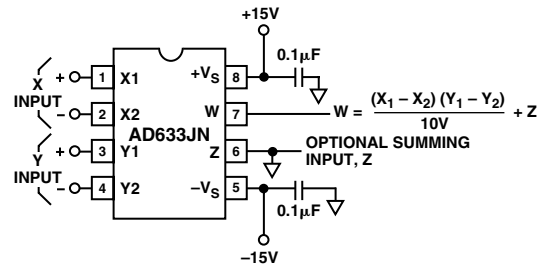 +15V
0.1µF
X INPUT
+
–
1 X1
2 X2
3 Y1
4 Y2
Y INPUT
+
–
AD633JN
+VS 8
W 7
Z 6
–VS 5
W = (X1 – X2) (Y1 – Y2) / 10V + Z
OPTIONAL SUMMING
INPUT, Z
0.1µF
–15V